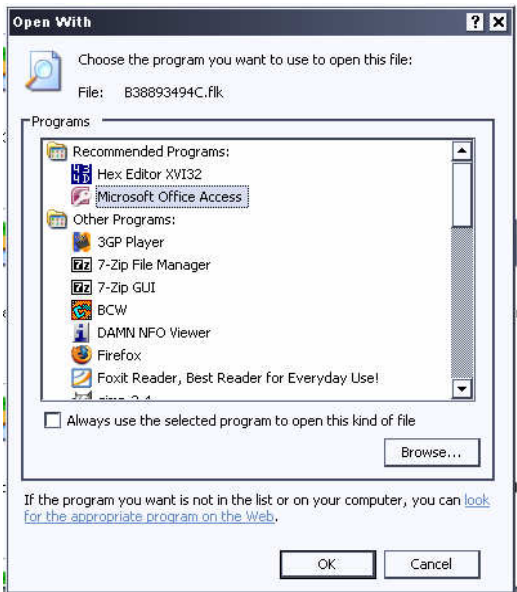 Open With
Choose the program you want to use to open this file:
File: B38893494C.flk
Programs
Recommended Programs:
Hex Editor XVI32
Microsoft Office Access
Other Programs:
3GP Player
7-Zip File Manager
7-Zip GUI
BCW
DAMN NFO Viewer
Firefox
Foxit Reader, Best Reader for Everyday Use!
Always use the selected program to open this kind of file
Browse...
If the program you want is not in the list or on your computer, you can look
for the appropriate program on the Web.
OK
Cancel